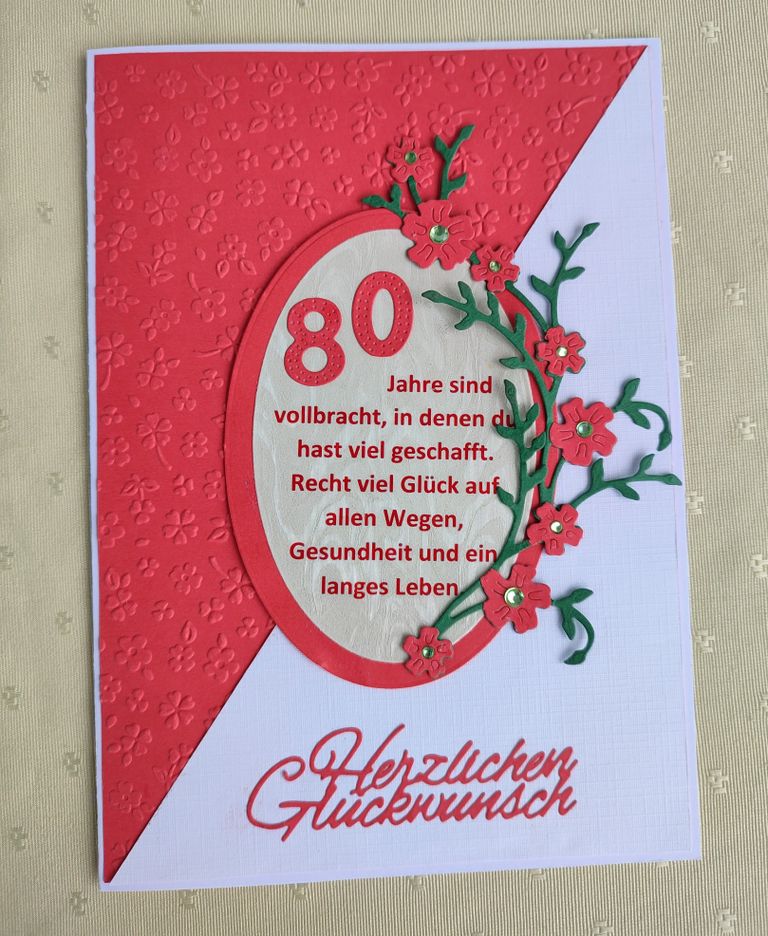 80
Jahre sind
vollbracht, in denen du
hast viel geschafft.
Recht viel Glück auf
allen Wegen,
Gesundheit und ein
langes Leben
Herzlichen
Glückwunsch